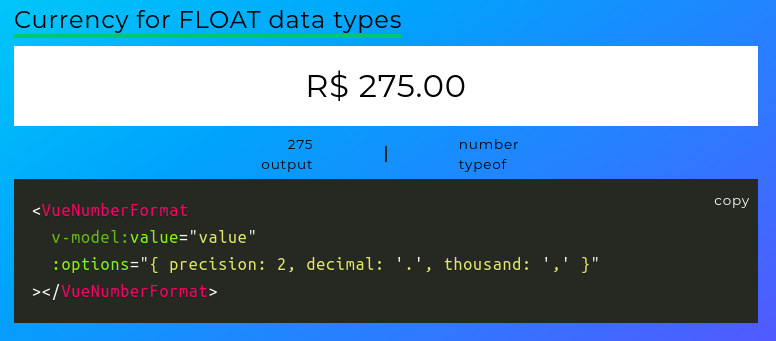 Currency for FLOAT data types
R$ 275.00
275
output
|
number
typeof
copy
<VueNumberFormat
  v-model:value="value"
  :options="{ precision: 2, decimal: '.', thousand: ',' }"
></VueNumberFormat>